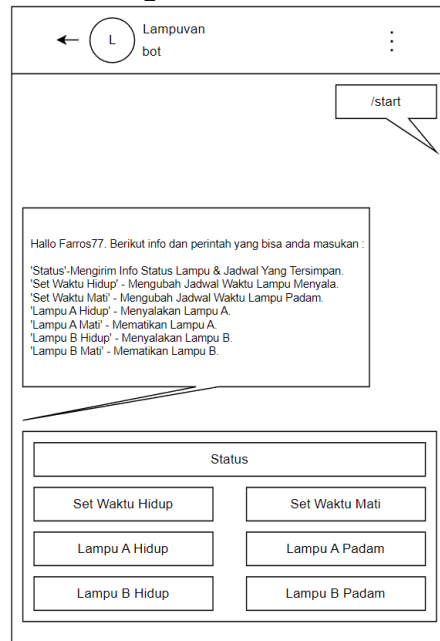 L
Lampuvan
bot
/start
Hallo Farros77. Berikut info dan perintah yang bisa anda masukan :
'Status'-Mengirim Info Status Lampu & Jadwal Yang Tersimpan.
'Set Waktu Hidup' - Mengubah Jadwal Waktu Lampu Menyala.
'Set Waktu Mati' - Mengubah Jadwal Waktu Lampu Padam.
'Lampu A Hidup' - Menyalakan Lampu A.
'Lampu A Mati' - Mematikan Lampu A.
'Lampu B Hidup' - Menyalakan Lampu B.
'Lampu B Mati' - Mematikan Lampu B.
Status
Set Waktu Hidup
Set Waktu Mati
Lampu A Hidup
Lampu A Padam
Lampu B Hidup
Lampu B Padam